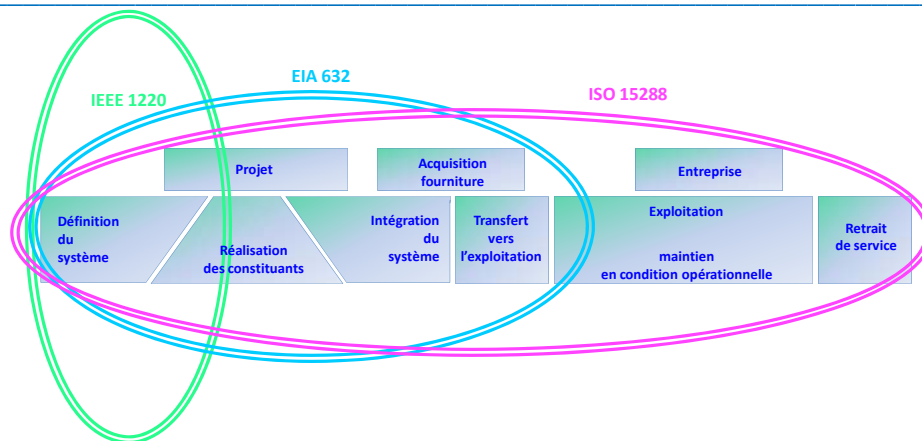 EIA 632
IEEE 1220
ISO 15288
Projet
Acquisition
fourniture
Entreprise
Définition
du
système
Réalisation
des constituants
Intégration
du
système
Transfert
vers
l'exploitation
Exploitation
maintien
en condition opérationnelle
Retrait
de service